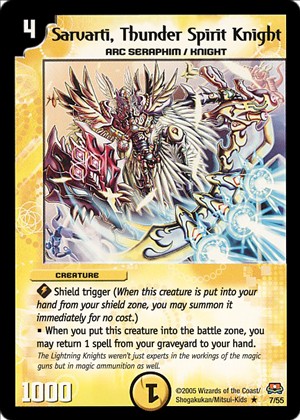 4
Sarvarti, Thunder Spirit Knight
ARC SERAPHIM / KNIGHT
CREATURE
Shield trigger (When this creature is put into your
hand from your shield zone, you may summon it
immediately for no cost.)
■ When you put this creature into the battle zone, you
may return 1 spell from your graveyard to your hand.
The Lightning Knights weren't just experts in the workings of the magic
guns but in magic ammunition as well.
1000
1
©2005 Wizards of the Coast/
Shogakukan/Mitsui-Kids ★ 7/55